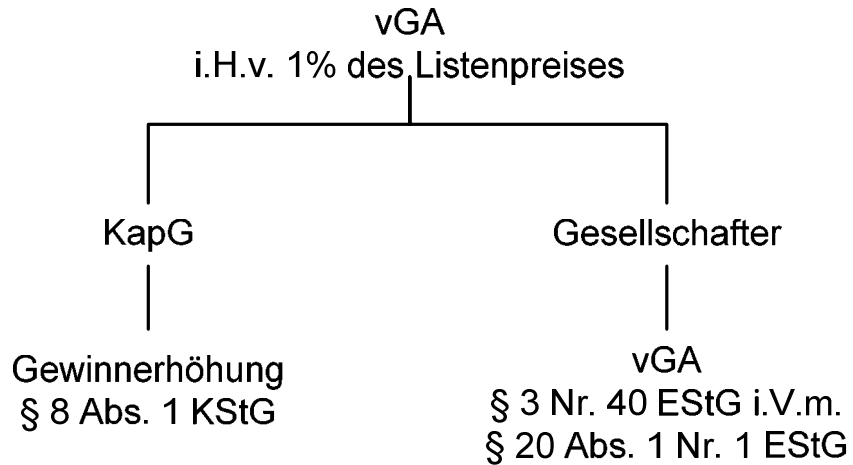 vGA
i.H.v. 1% des Listenpreises
KapG
Gesellschafter
Gewinnerhöhung
§ 8 Abs. 1 KStG
vGA
§ 3 Nr. 40 EStG i.V.m.
§ 20 Abs. 1 Nr. 1 EStG